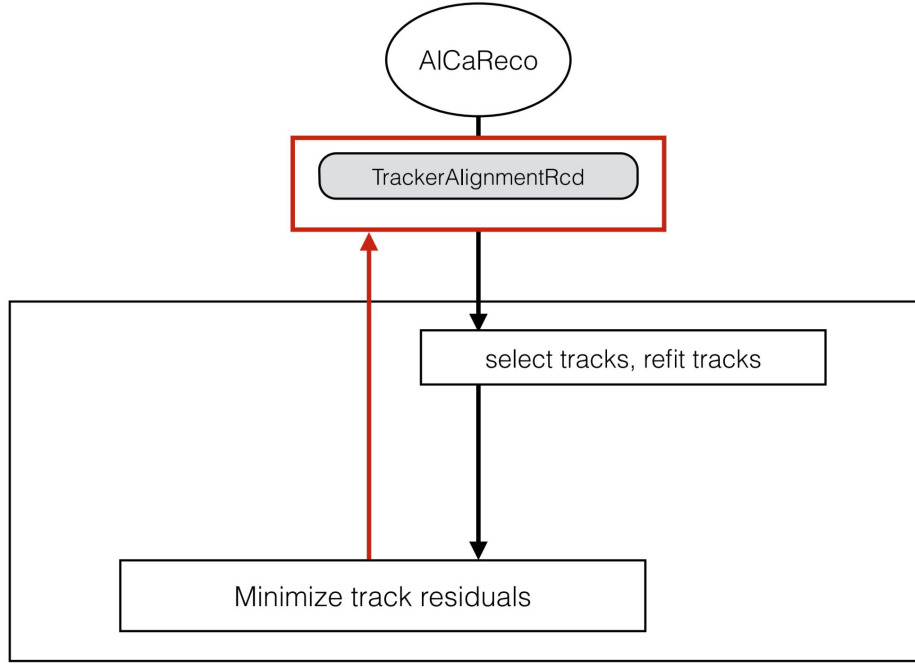 AlCaReco
TrackerAlignmentRcd
select tracks, refit tracks
Minimize track residuals